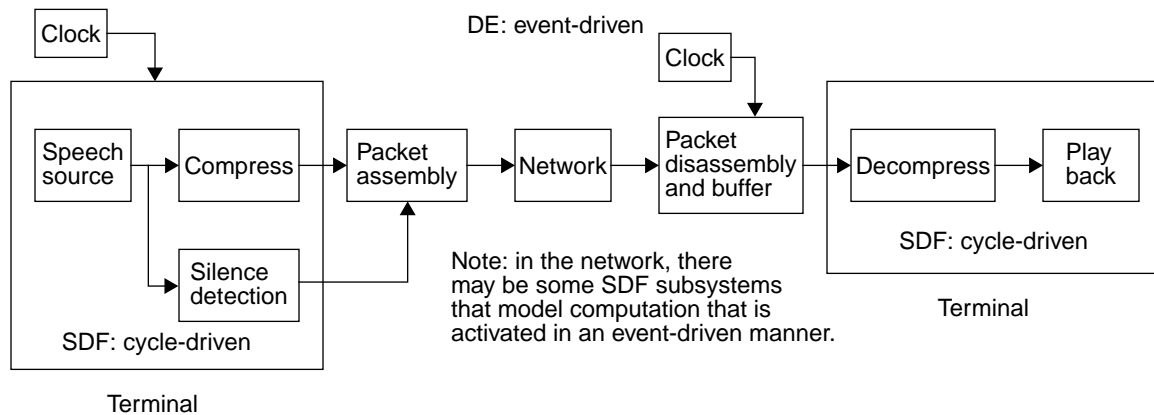 DE: event-driven
Clock
Clock
Speech
source
Compress
Packet
assembly
Network
Packet
disassembly
and buffer
Decompress
Play
back
Silence
detection
SDF: cycle-driven
Note: in the network, there
may be some SDF subsystems
that model computation that is
activated in an event-driven manner.
SDF: cycle-driven
Terminal
Terminal